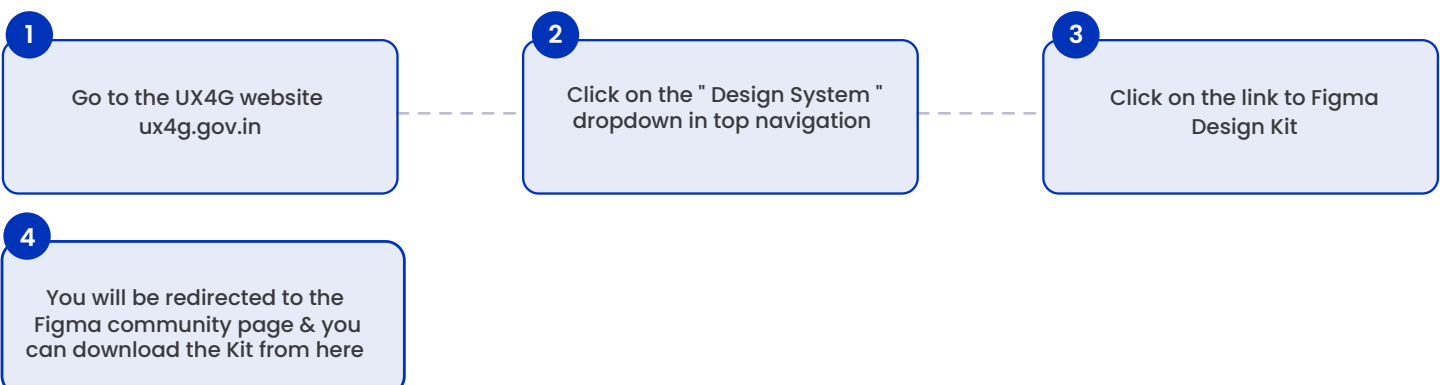 1
Go to the UX4G website
ux4g.gov.in
2
Click on the " Design System "
dropdown in top navigation
3
Click on the link to Figma
Design Kit
4
You will be redirected to the
Figma community page & you
can download the Kit from here